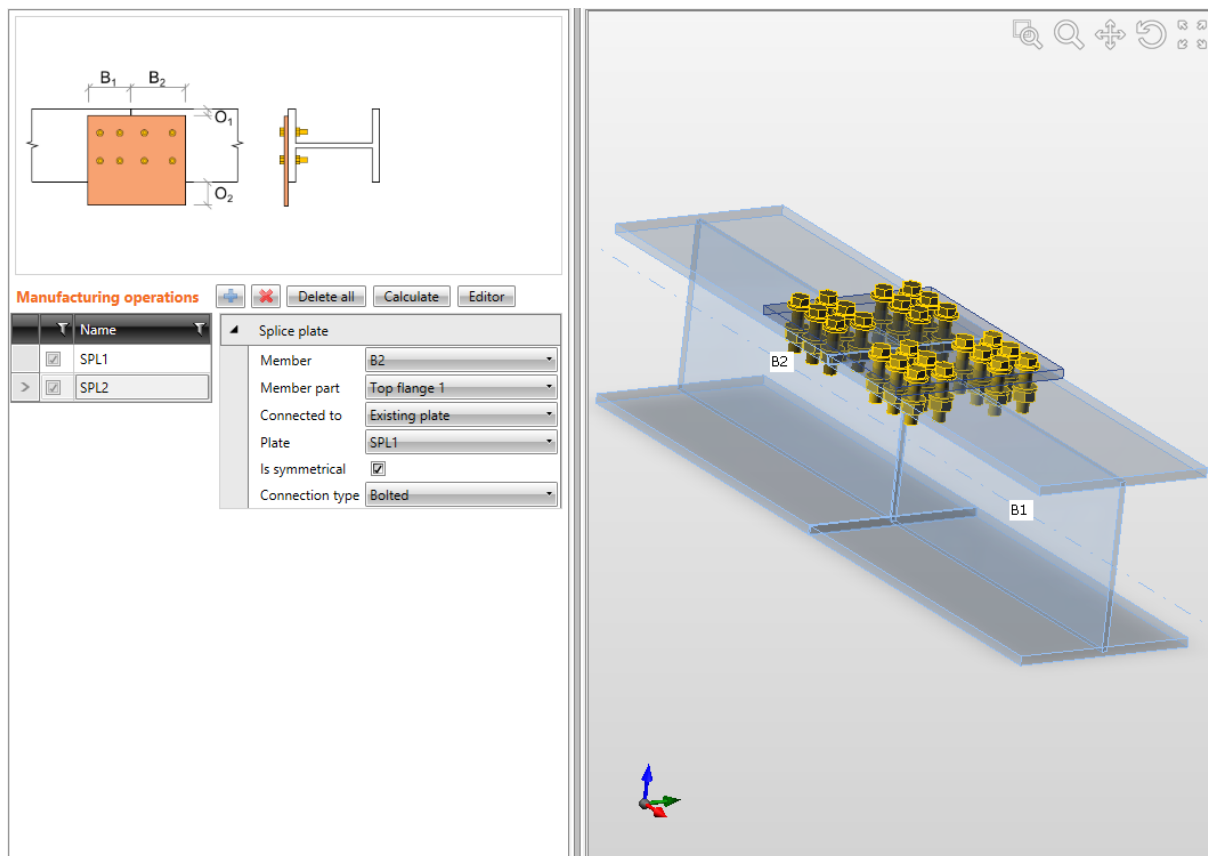 B1 B2
O1
O2
Manufacturing operations
Delete all
Calculate
Editor
Name
SPL1
SPL2
Splice plate
Member B2
Member part Top flange 1
Connected to Existing plate
Plate SPL1
Is symmetrical
Connection type Bolted
B2
B1